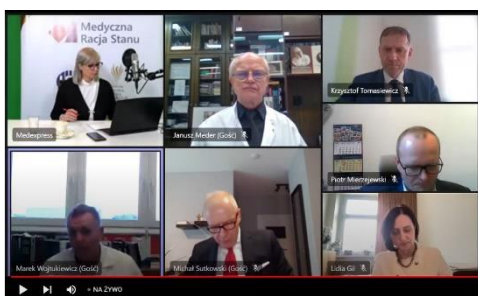 Medyczna
Racja Stanu
Medexpress
Janusz Meder (Gość)
Krzysztof Tomasiewicz
Piotr Mierzejewski
Marek Wojtukiewicz (Gość)
Michał Sutkowski (Gość)
Lidia Gil
NA ŻYWO